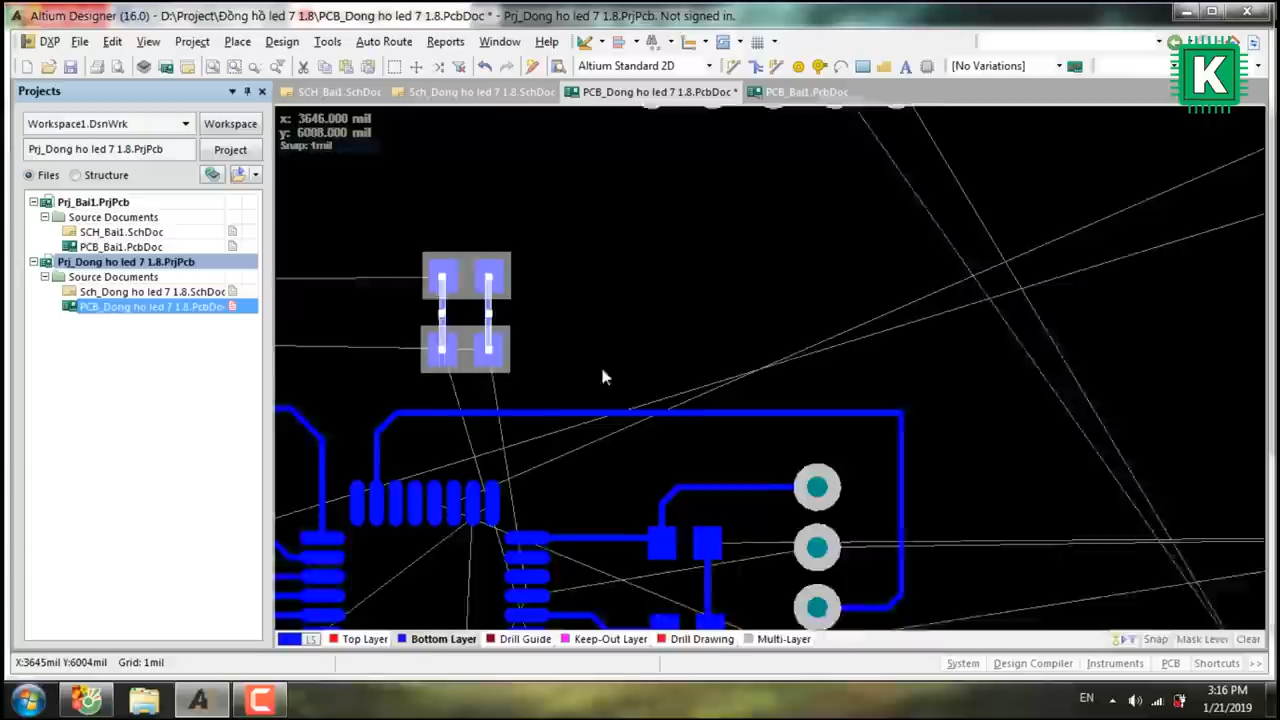 Altium Designer (16.0) - D:\Project\Đồng hồ led 7 1.8\PCB_Dong ho led 7 1.8.PcbDoc * - Prj_Dong ho led 7 1.8.PrjPcb. Not signed in.
DXP File Edit View Project Place Design Tools Auto Route Reports Window Help
Altium Standard 2D [No Variations]
K
Projects
SCH_Bai1.SchDoc Sch_Dong ho led 7 1.8.SchDoc PCB_Dong ho led 7 1.8.PcbDoc * PCB_Bai1.PcbDoc
Workspace1.DsnWrk Workspace
Prj_Dong ho led 7 1.8.PrjPcb Project
Files Structure
Prj_Bai1.PrjPcb
Source Documents
SCH_Bai1.SchDoc
PCB_Bai1.PcbDoc
Prj_Dong ho led 7 1.8.PrjPcb
Source Documents
Sch_Dong ho led 7 1.8.SchDoc
PCB_Dong ho led 7 1.8.PcbDoc
x: 3646.000 mil
y: 6008.000 mil
Snap: 1mil
LS Top Layer Bottom Layer Drill Guide Keep-Out Layer Drill Drawing Multi-Layer Snap Mask Level Clear
X:3645mil Y:6004mil Grid: 1mil System Design Compiler Instruments PCB Shortcuts >>
EN
3:16 PM
1/21/2019